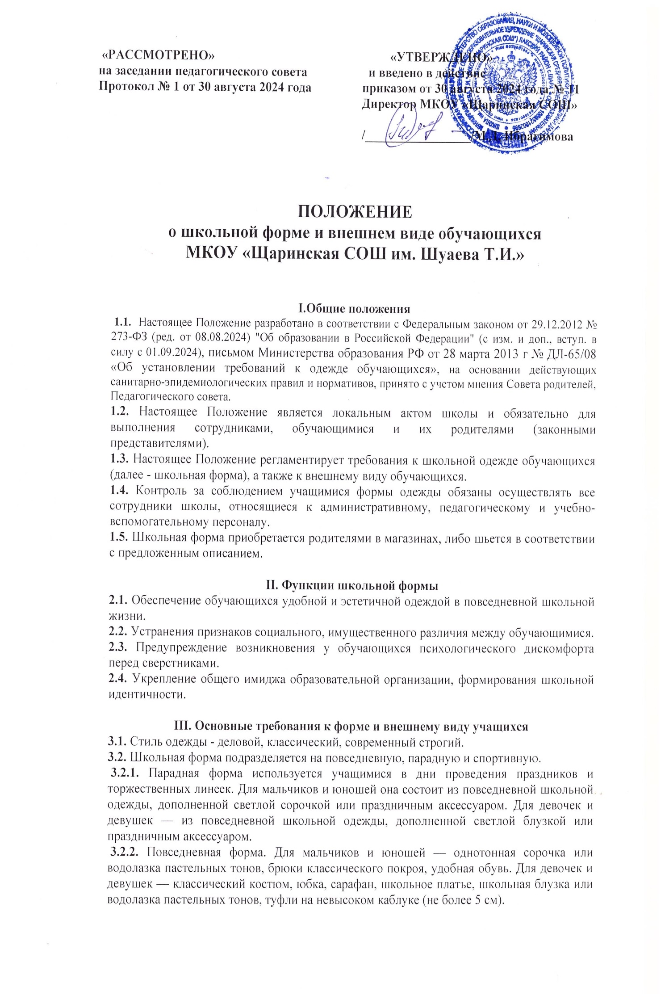 «РАССМОТРЕНО»
на заседании педагогического совета
Протокол № 1 от 30 августа 2024 года
«УТВЕРЖДЕНО»
и введено в действие
приказом от 30 августа 2024 года № 11
Директор МКОУ «Щаринская СОШ»
/ /М.Д. Ибрагимова
ПОЛОЖЕНИЕ
о школьной форме и внешнем виде обучающихся
МКОУ «Щаринская СОШ им. Шуаева Т.И.»
I.Общие положения
1.1. Настоящее Положение разработано в соответствии с Федеральным законом от 29.12.2012 №
273-ФЗ (ред. от 08.08.2024) "Об образовании в Российской Федерации" (с изм. и доп., вступ. в
силу с 01.09.2024), письмом Министерства образования РФ от 28 марта 2013 г № ДЛ-65/08
«Об установлении требований к одежде обучающихся», на основании действующих
санитарно-эпидемиологических правил и нормативов, принято с учетом мнения Совета родителей,
Педагогического совета.
1.2. Настоящее Положение является локальным актом школы и обязательно для
выполнения сотрудниками, обучающимися и их родителями (законными
представителями).
1.3. Настоящее Положение регламентирует требования к школьной одежде обучающихся
(далее - школьная форма), а также к внешнему виду обучающихся.
1.4. Контроль за соблюдением учащимися формы одежды обязаны осуществлять все
сотрудники школы, относящиеся к административному, педагогическому и учебно-
вспомогательному персоналу.
1.5. Школьная форма приобретается родителями в магазинах, либо шьется в соответствии
с предложенным описанием.
II. Функции школьной формы
2.1. Обеспечение обучающихся удобной и эстетичной одеждой в повседневной школьной
жизни.
2.2. Устранения признаков социального, имущественного различия между обучающимися.
2.3. Предупреждение возникновения у обучающихся психологического дискомфорта
перед сверстниками.
2.4. Укрепление общего имиджа образовательной организации, формирования школьной
идентичности.
III. Основные требования к форме и внешнему виду учащихся
3.1. Стиль одежды - деловой, классический, современный строгий.
3.2. Школьная форма подразделяется на повседневную, парадную и спортивную.
3.2.1. Парадная форма используется учащимися в дни проведения праздников и
торжественных линеек. Для мальчиков и юношей она состоит из повседневной школьной
одежды, дополненной светлой сорочкой или праздничным аксессуаром. Для девочек и
девушек — из повседневной школьной одежды, дополненной светлой блузкой или
праздничным аксессуаром.
3.2.2. Повседневная форма. Для мальчиков и юношей — однотонная сорочка или
водолазка пастельных тонов, брюки классического покроя, удобная обувь. Для девочек и
девушек — классический костюм, юбка, сарафан, школьное платье, школьная блузка или
водолазка пастельных тонов, туфли на невысоком каблуке (не более 5 см).